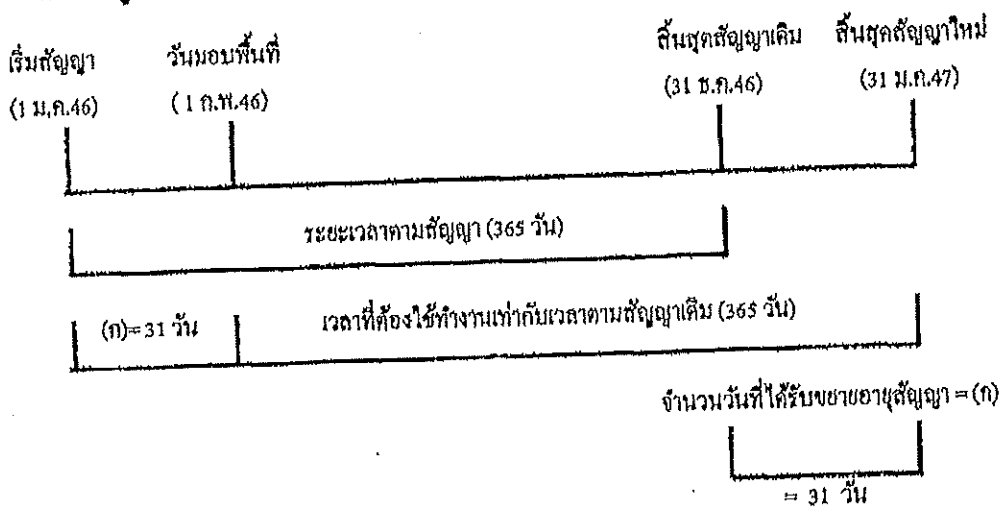 เริ่มสัญญา วันมอบพื้นที่ สิ้นสุดสัญญาเดิม สิ้นสุดสัญญาใหม่
(1 ม.ค.46) (1 ก.พ.46) (31 ธ.ค.46) (31 ม.ค.47)
ระยะเวลาตามสัญญา (365 วัน)
(ก)=31 วัน เวลาที่ต้องใช้ทำงานเท่ากับเวลาตามสัญญาเดิม (365 วัน)
จำนวนวันที่ได้รับขยายอายุสัญญา = (ก)
= 31 วัน